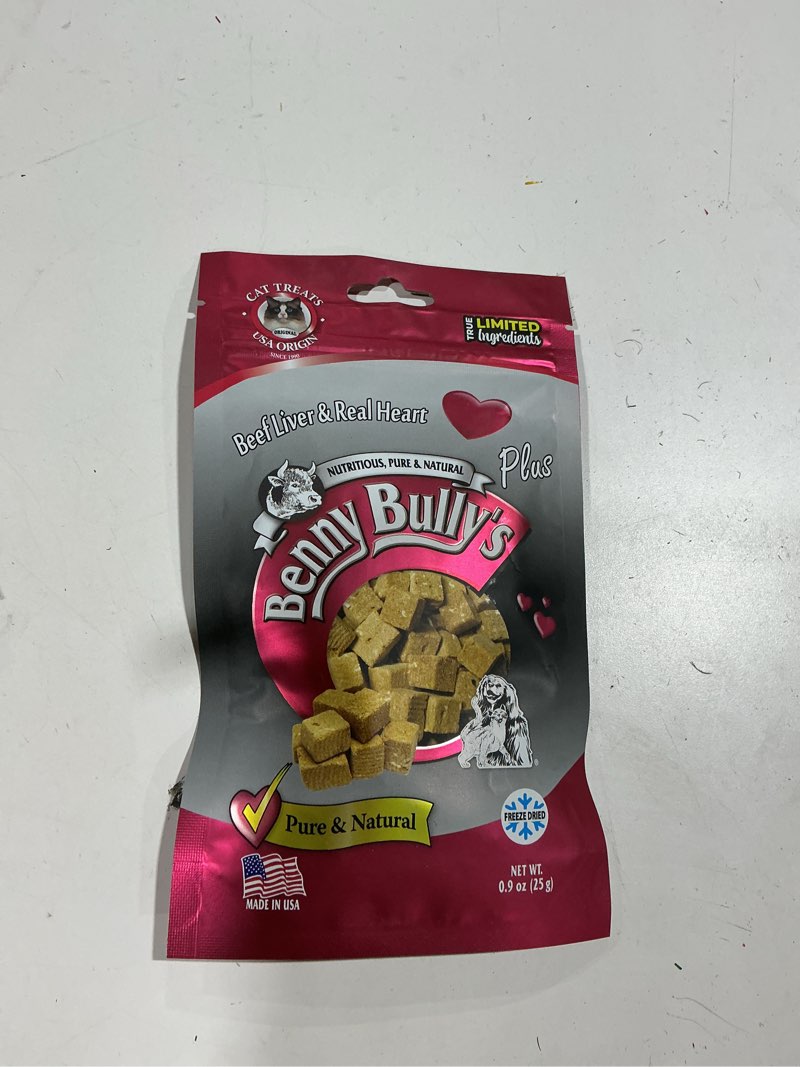 CAT TREATS
ORIGINAL
USA ORIGIN
SINCE 1990
TRUE
LIMITED
Ingredients
Beef Liver & Real Heart
Plus
NUTRITIOUS, PURE & NATURAL
Benny Bully's
Pure & Natural
FREEZE DRIED
MADE IN USA
NET WT.
0.9 oz (25 g)